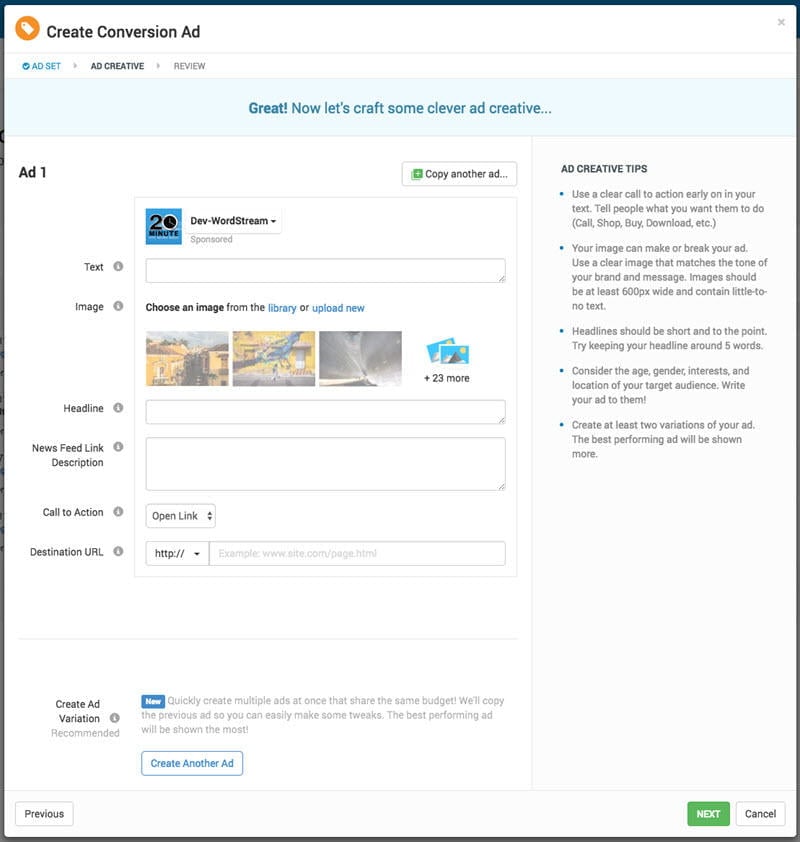 Create Conversion Ad
×
AD SET > AD CREATIVE > REVIEW
Great! Now let's craft some clever ad creative...
Ad 1
Copy another ad...
20
MINUTE
Dev-WordStream
Sponsored
Text
Image
Choose an image from the library or upload new
+ 23 more
Headline
News Feed Link
Description
Call to Action
Open Link
Destination URL
http://
Example: www.site.com/page.html
Create Ad
Variation
Recommended
New Quickly create multiple ads at once that share the same budget! We'll copy
the previous ad so you can easily make some tweaks. The best performing ad
will be shown the most!
Create Another Ad
AD CREATIVE TIPS
Use a clear call to action early on in your
text. Tell people what you want them to do
(Call, Shop, Buy, Download, etc.)
Your image can make or break your ad.
Use a clear image that matches the tone of
your brand and message. Images should
be at least 600px wide and contain little-to-
no text.
Headlines should be short and to the point.
Try keeping your headline around 5 words.
Consider the age, gender, interests, and
location of your target audience. Write
your ad to them!
Create at least two variations of your ad.
The best performing ad will be shown
more.
Previous
NEXT
Cancel